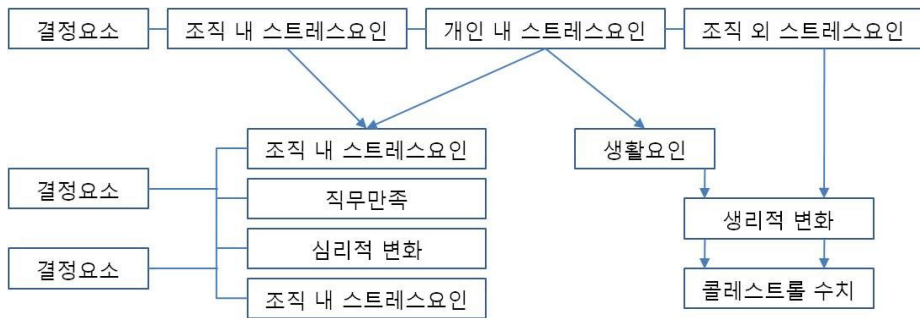 결정요소
조직 내 스트레스요인
개인 내 스트레스요인
조직 외 스트레스요인
조직 내 스트레스요인
생활요인
결정요소
직무만족
생리적 변화
심리적 변화
결정요소
조직 내 스트레스요인
콜레스트롤 수치